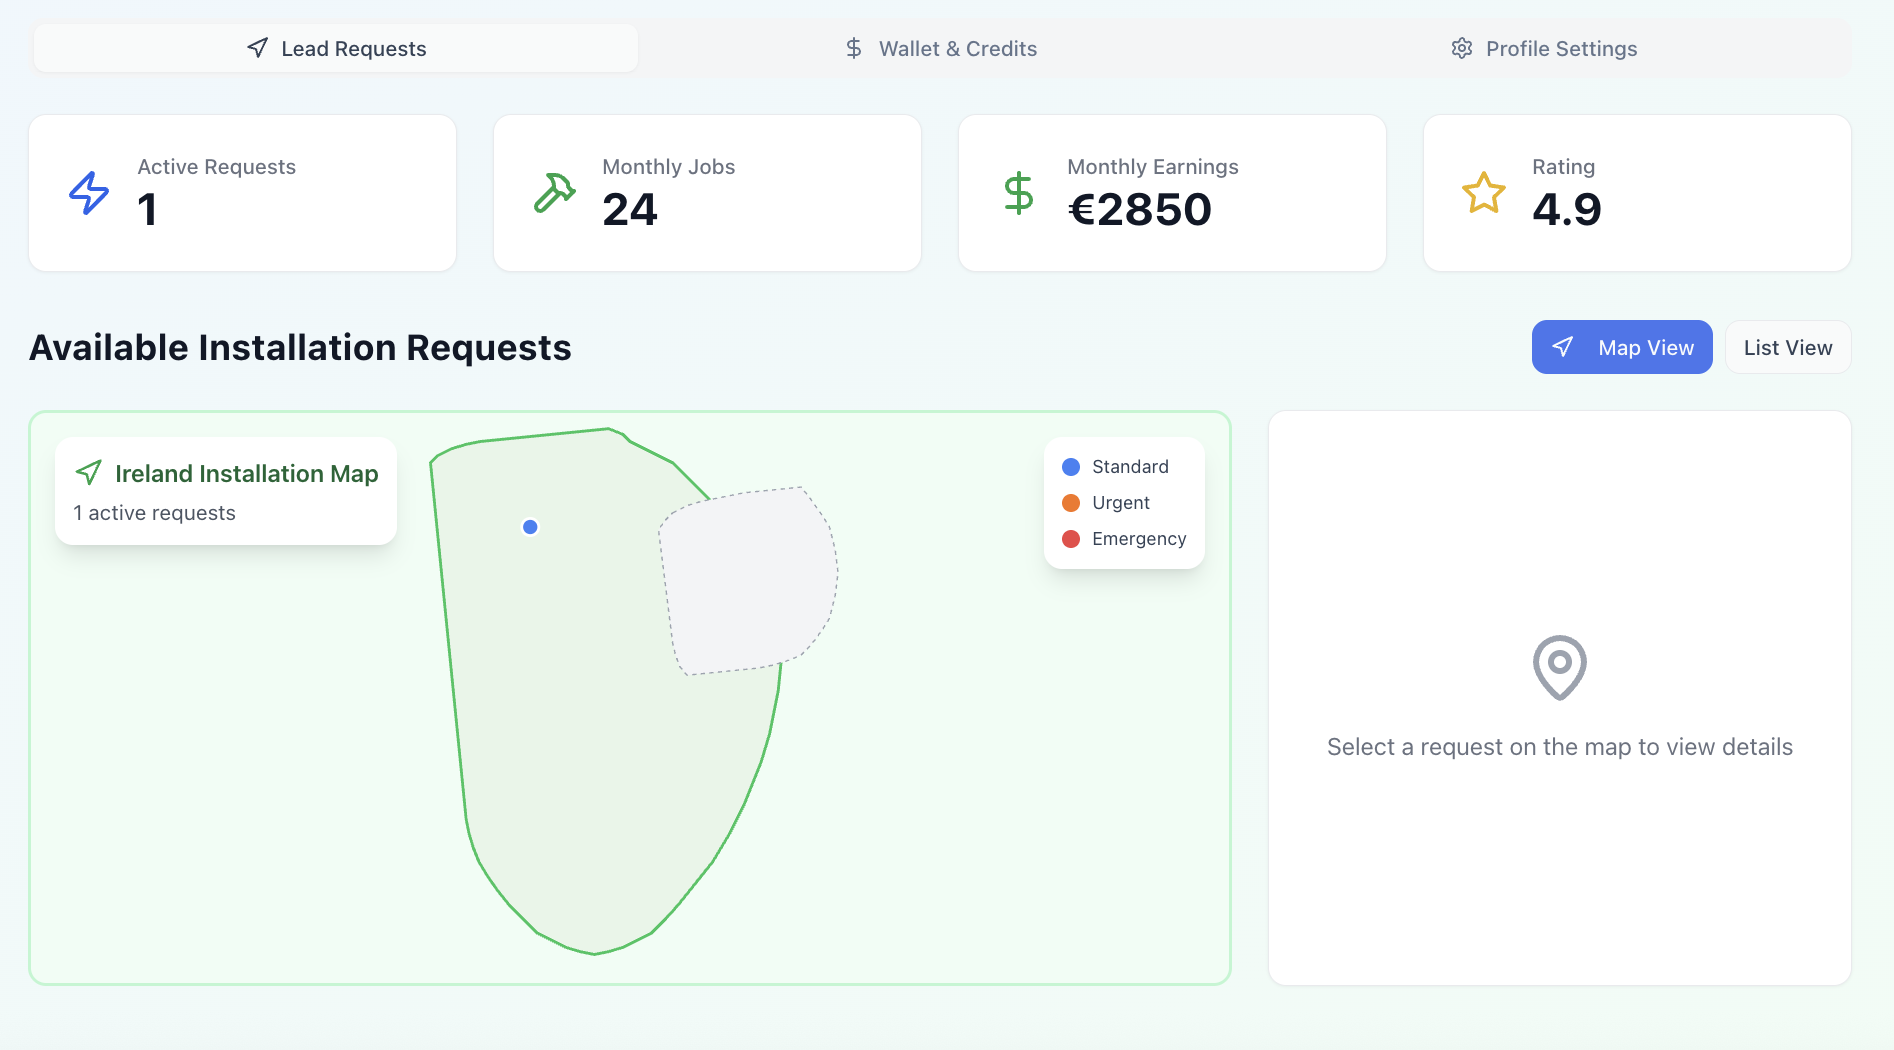 Lead Requests
Wallet & Credits
Profile Settings
Active Requests
1
Monthly Jobs
24
Monthly Earnings
€2850
Rating
4.9
Available Installation Requests
Map View
List View
Ireland Installation Map
1 active requests
Standard
Urgent
Emergency
Select a request on the map to view details